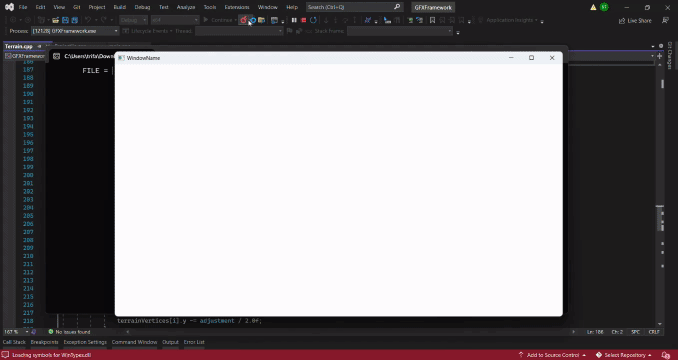 File Edit View Git Project Build Debug Test Analyze Tools Extensions Window Help Search (Ctrl+Q) GFXFramework
Debug x64 Continue Application Insights Live Share
Process: [12128] GFXFramework.exe Lifecycle Events Thread: Stack Frame:
Terrain.cpp
GFXFramework
C:\Users\trifa\Down
FILE =
WindowName
Git Changes
187
188
189
190
191
192
193
194
195
196
197
198
199
200
201
202
203
204
205
206
207
208
209
210
211
212
213
214
215
216
217
218
terrainVertices[i].y -= adjustment / 2.0f;
167 % No issues found Ln: 186 Ch: 2 SPC CRLF
Call Stack Breakpoints Exception Settings Command Window Output Error List
Loading symbols for WinTypes.dll Add to Source Control Select Repository